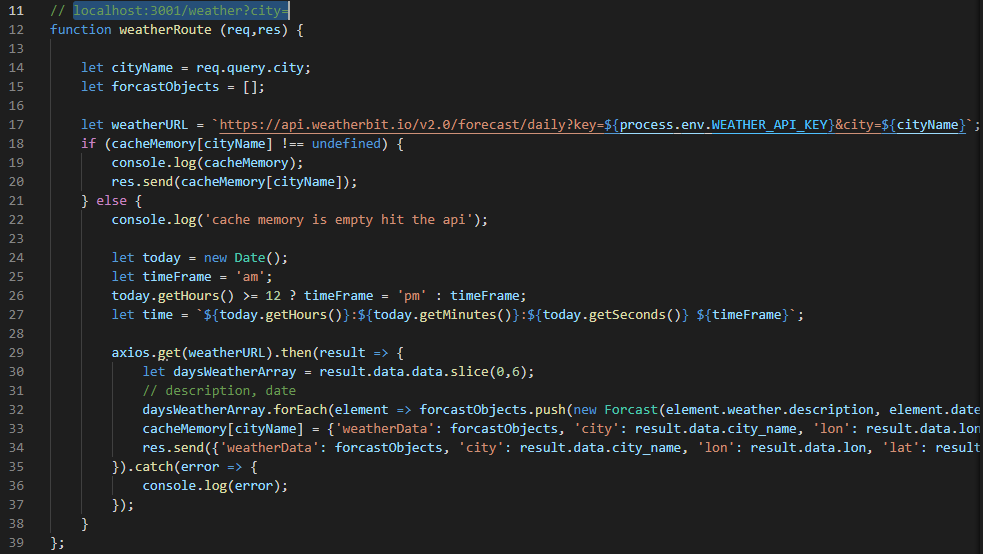 11 // localhost:3001/weather?city=
12 function weatherRoute (req,res) {
13
14 let cityName = req.query.city;
15 let forcastObjects = [];
16
17 let weatherURL = `https://api.weatherbit.io/v2.0/forecast/daily?key=${process.env.WEATHER_API_KEY}&city=${cityName}`;
18 if (cacheMemory[cityName] !== undefined) {
19 console.log(cacheMemory);
20 res.send(cacheMemory[cityName]);
21 } else {
22 console.log('cache memory is empty hit the api');
23
24 let today = new Date();
25 let timeFrame = 'am';
26 today.getHours() >= 12 ? timeFrame = 'pm' : timeFrame;
27 let time = `${today.getHours()}:${today.getMinutes()}:${today.getSeconds()} ${timeFrame}`;
28
29 axios.get(weatherURL).then(result => {
30 let daysWeatherArray = result.data.data.slice(0,6);
31 // description, date
32 daysWeatherArray.forEach(element => forcastObjects.push(new Forcast(element.weather.description, element.date
33 cacheMemory[cityName] = {'weatherData': forcastObjects, 'city': result.data.city_name, 'lon': result.data.lon
34 res.send({'weatherData': forcastObjects, 'city': result.data.city_name, 'lon': result.data.lon, 'lat': result
35 }).catch(error => {
36 console.log(error);
37 });
38 }
39 };